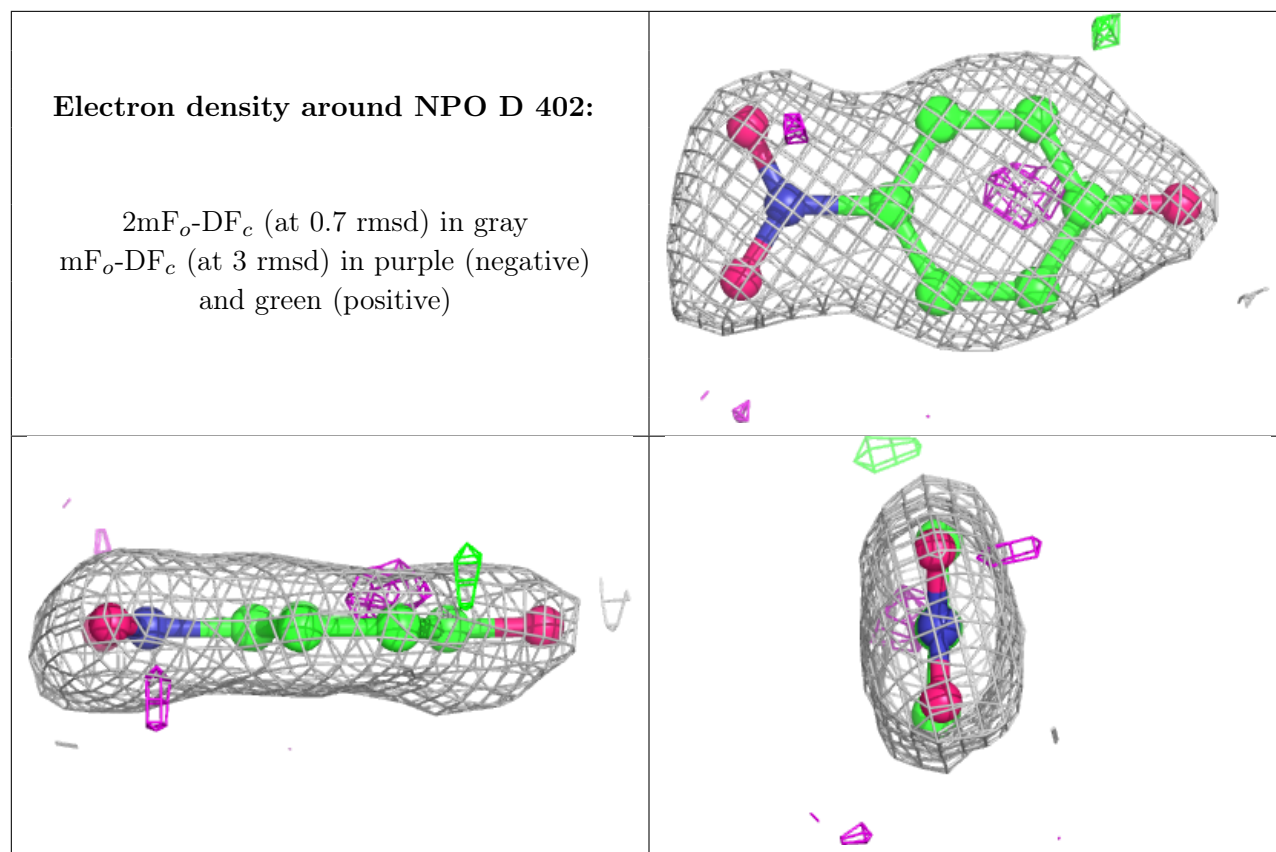 Electron density around NPO D 402:
2mFₒ-DF𝒸 (at 0.7 rmsd) in gray
mFₒ-DF𝒸 (at 3 rmsd) in purple (negative)
and green (positive)